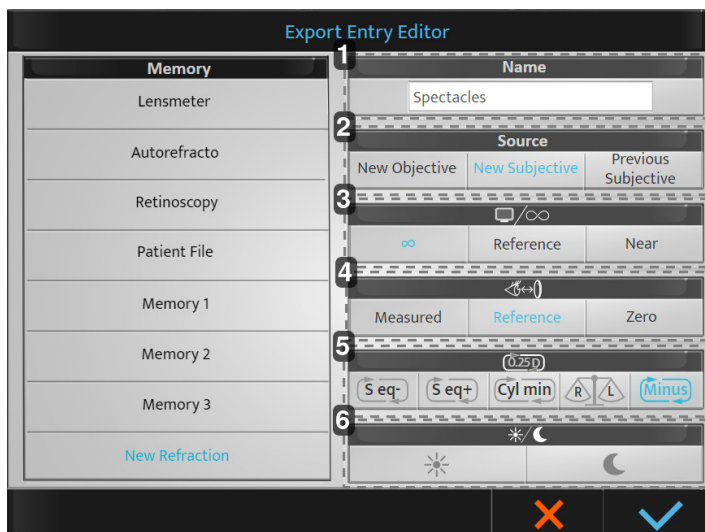 Export Entry Editor
Memory
Lensmeter
Autorefracto
Retinoscopy
Patient File
Memory 1
Memory 2
Memory 3
New Refraction
1
Name
Spectacles
2
Source
New Objective
New Subjective
Previous
Subjective
3
/∞
∞
Reference
Near
4
Measured
Reference
Zero
5
0.25D
S eq-
S eq+
Cyl min
R
L
Minus
6
/